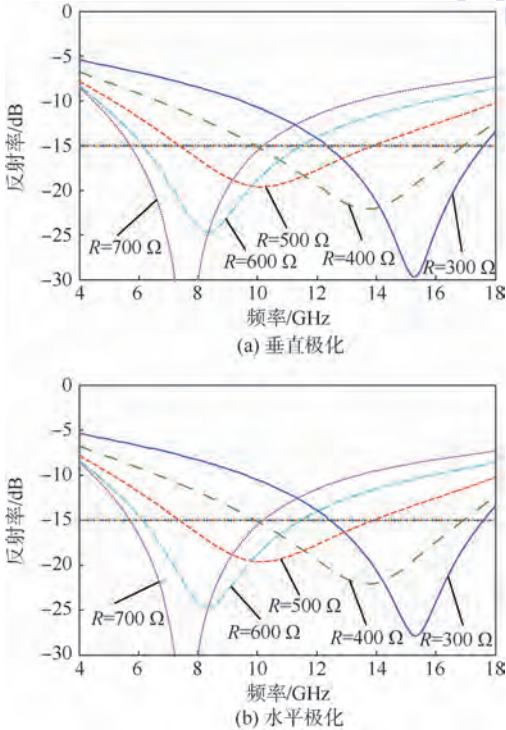 0
−5
−10
−15
−20
−25
−30
反射率/dB
R=700 Ω
R=600 Ω
R=500 Ω
R=400 Ω
R=300 Ω
4 6 8 10 12 14 16 18
频率/GHz
(a) 垂直极化
0
−5
−10
−15
−20
−25
−30
反射率/dB
R=700 Ω
R=600 Ω
R=500 Ω
R=400 Ω
R=300 Ω
4 6 8 10 12 14 16 18
频率/GHz
(b) 水平极化